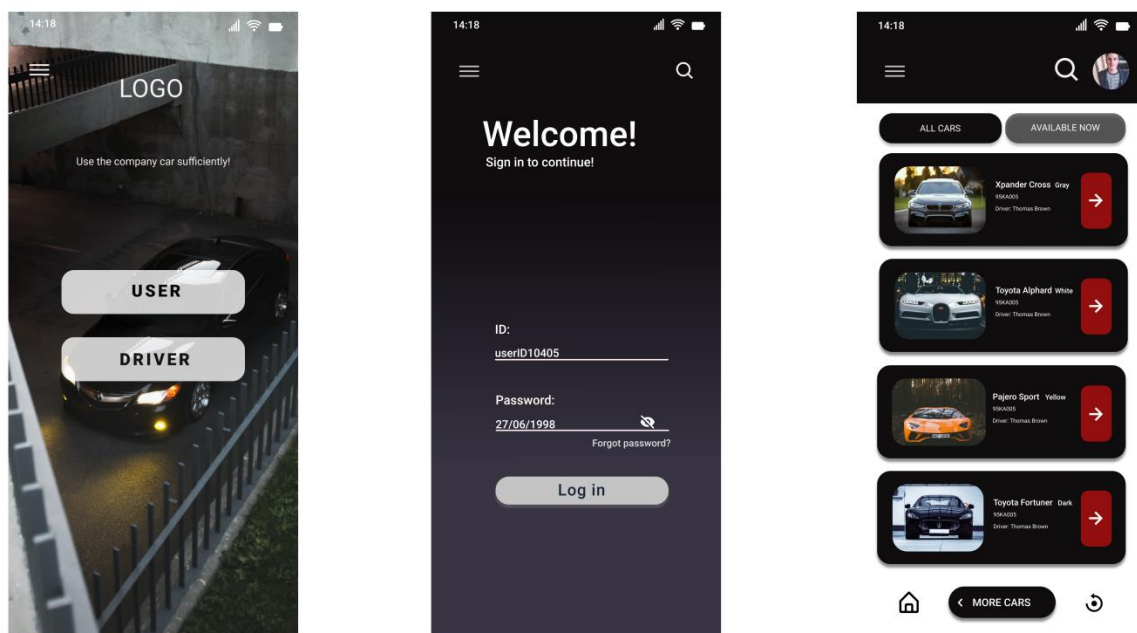 14:18
LOGO
Use the company car sufficiently!
USER
DRIVER
14:18
Welcome!
Sign in to continue!
ID:
userID10405
Password:
27/06/1998
Forgot password?
Log in
14:18
ALL CARS
AVAILABLE NOW
Xpander Cross Gray
95KA005
Driver: Thomas Brown
Toyota Alphard White
95KA005
Driver: Thomas Brown
Pajero Sport Yellow
95KA005
Driver: Thomas Brown
Toyota Fortuner Dark
95KA005
Driver: Thomas Brown
MORE CARS